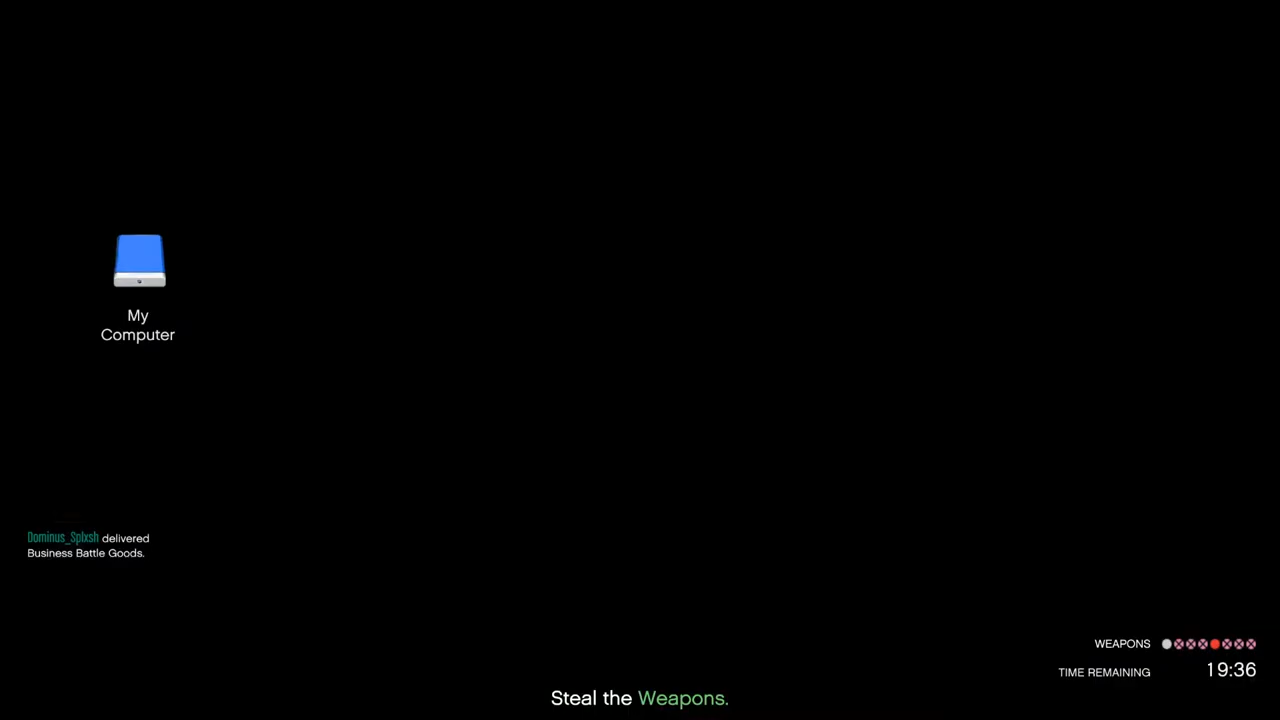 My
Computer
Dominus_Splxsh delivered
Business Battle Goods.
WEAPONS
TIME REMAINING 19:36
Steal the Weapons.